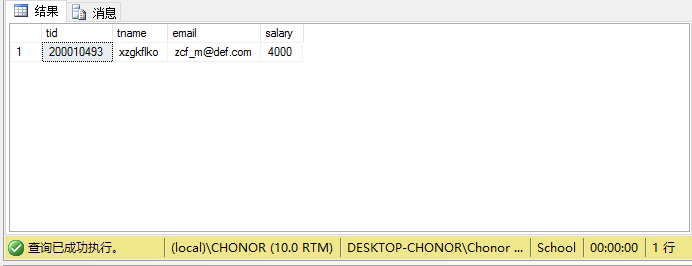 结果 消息
tid tname email salary
1 200010493 xzgkflko zcf_m@def.com 4000
查询已成功执行。 (local)\CHONOR (10.0 RTM) DESKTOP-CHONOR\Chonor ... School 00:00:00 1 行